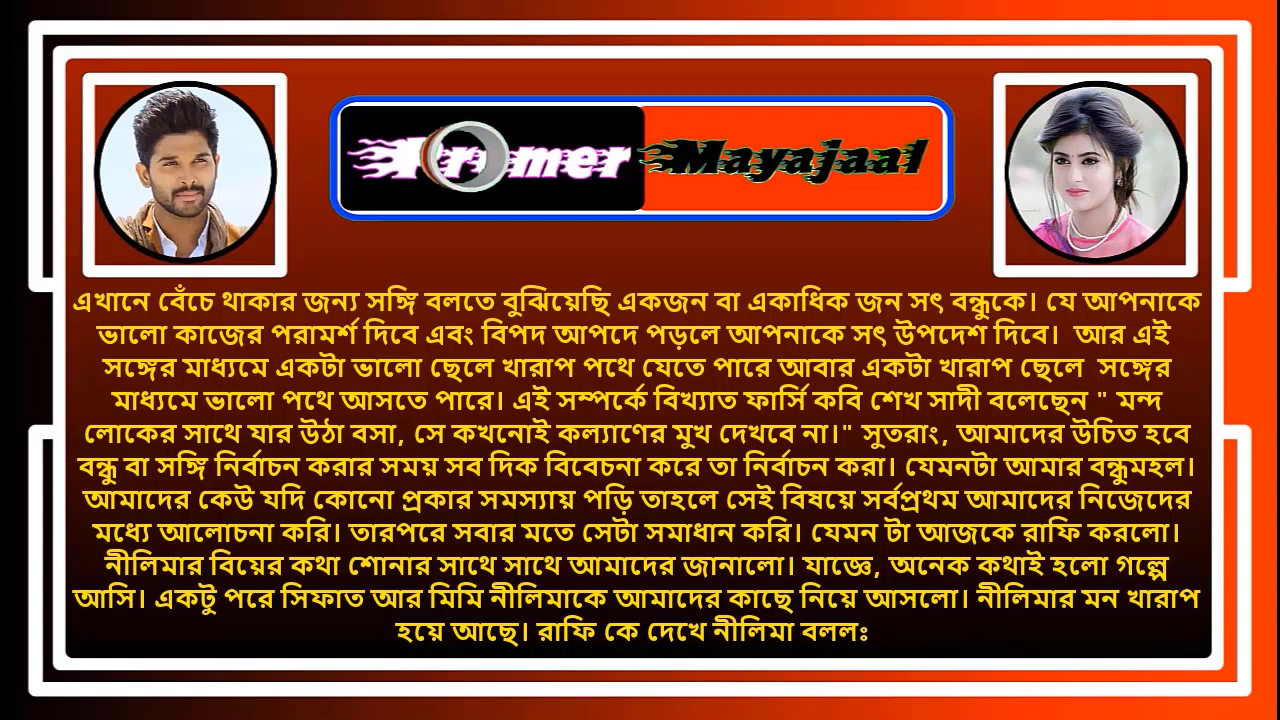 Premer Mayajaal
এখানে বেঁচে থাকার জন্য সঙ্গি বলতে বুঝিয়েছি একজন বা একাধিক জন সৎ বন্ধুকে। যে আপনাকে
ভালো কাজের পরামর্শ দিবে এবং বিপদ আপদে পড়লে আপনাকে সৎ উপদেশ দিবে। আর এই
সঙ্গের মাধ্যমে একটা ভালো ছেলে খারাপ পথে যেতে পারে আবার একটা খারাপ ছেলে সঙ্গের
মাধ্যমে ভালো পথে আসতে পারে। এই সম্পর্কে বিখ্যাত ফার্সি কবি শেখ সাদী বলেছেন " মন্দ
লোকের সাথে যার উঠা বসা, সে কখনোই কল্যাণের মুখ দেখবে না।" সুতরাং, আমাদের উচিত হবে
বন্ধু বা সঙ্গি নির্বাচন করার সময় সব দিক বিবেচনা করে তা নির্বাচন করা। যেমনটা আমার বন্ধুমহল।
আমাদের কেউ যদি কোনো প্রকার সমস্যায় পড়ি তাহলে সেই বিষয়ে সর্বপ্রথম আমাদের নিজেদের
মধ্যে আলোচনা করি। তারপরে সবার মতে সেটা সমাধান করি। যেমন টা আজকে রাফি করলো।
নীলিমার বিয়ের কথা শোনার সাথে সাথে আমাদের জানালো। যাজ্ঞে, অনেক কথাই হলো গল্পে
আসি। একটু পরে সিফাত আর মিমি নীলিমাকে আমাদের কাছে নিয়ে আসলো। নীলিমার মন খারাপ
হয়ে আছে। রাফি কে দেখে নীলিমা বললঃ